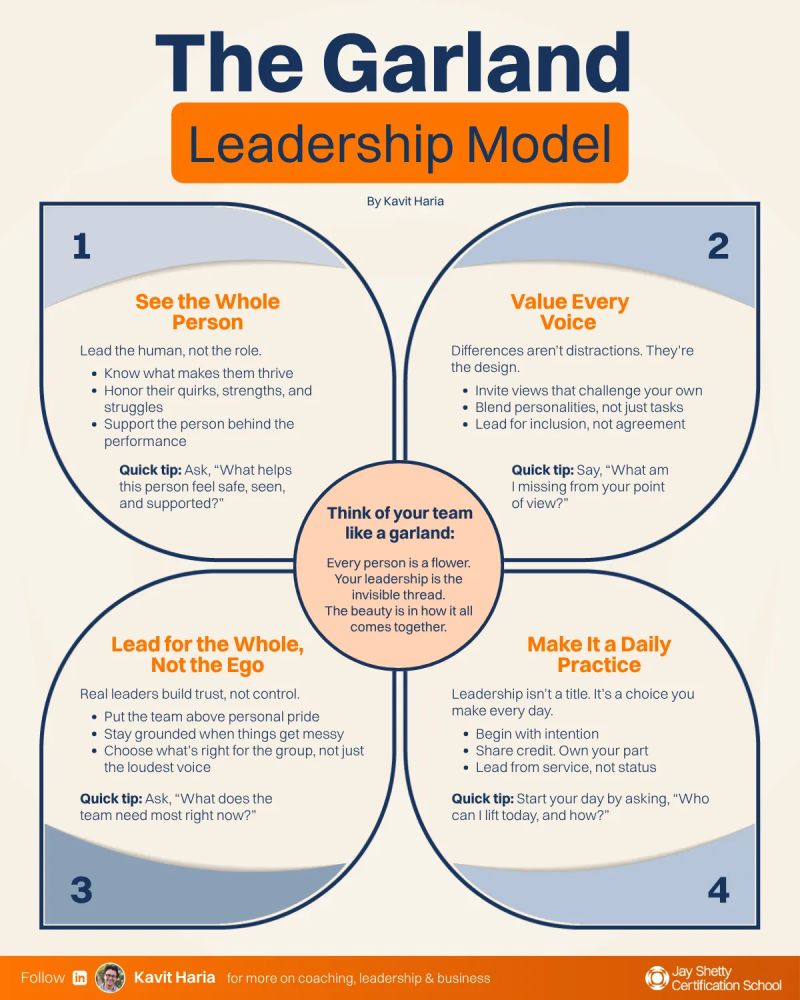 The Garland
Leadership Model
By Kavit Haria
1
See the Whole
Person
Lead the human, not the role.
• Know what makes them thrive
• Honor their quirks, strengths, and
struggles
• Support the person behind the
performance
Quick tip: Ask, “What helps
this person feel safe, seen,
and supported?”
2
Value Every
Voice
Differences aren’t distractions. They’re
the design.
• Invite views that challenge your own
• Blend personalities, not just tasks
• Lead for inclusion, not agreement
Quick tip: Say, “What am
I missing from your point
of view?”
Think of your team
like a garland:
Every person is a flower.
Your leadership is the
invisible thread.
The beauty is in how it all
comes together.
Lead for the Whole,
Not the Ego
Real leaders build trust, not control.
• Put the team above personal pride
• Stay grounded when things get messy
• Choose what’s right for the group, not just
the loudest voice
Quick tip: Ask, “What does the
team need most right now?”
3
Make It a Daily
Practice
Leadership isn’t a title. It’s a choice you
make every day.
• Begin with intention
• Share credit. Own your part
• Lead from service, not status
Quick tip: Start your day by asking, “Who
can I lift today, and how?”
4
Follow in Kavit Haria for more on coaching, leadership & business
Jay Shetty
Certification School